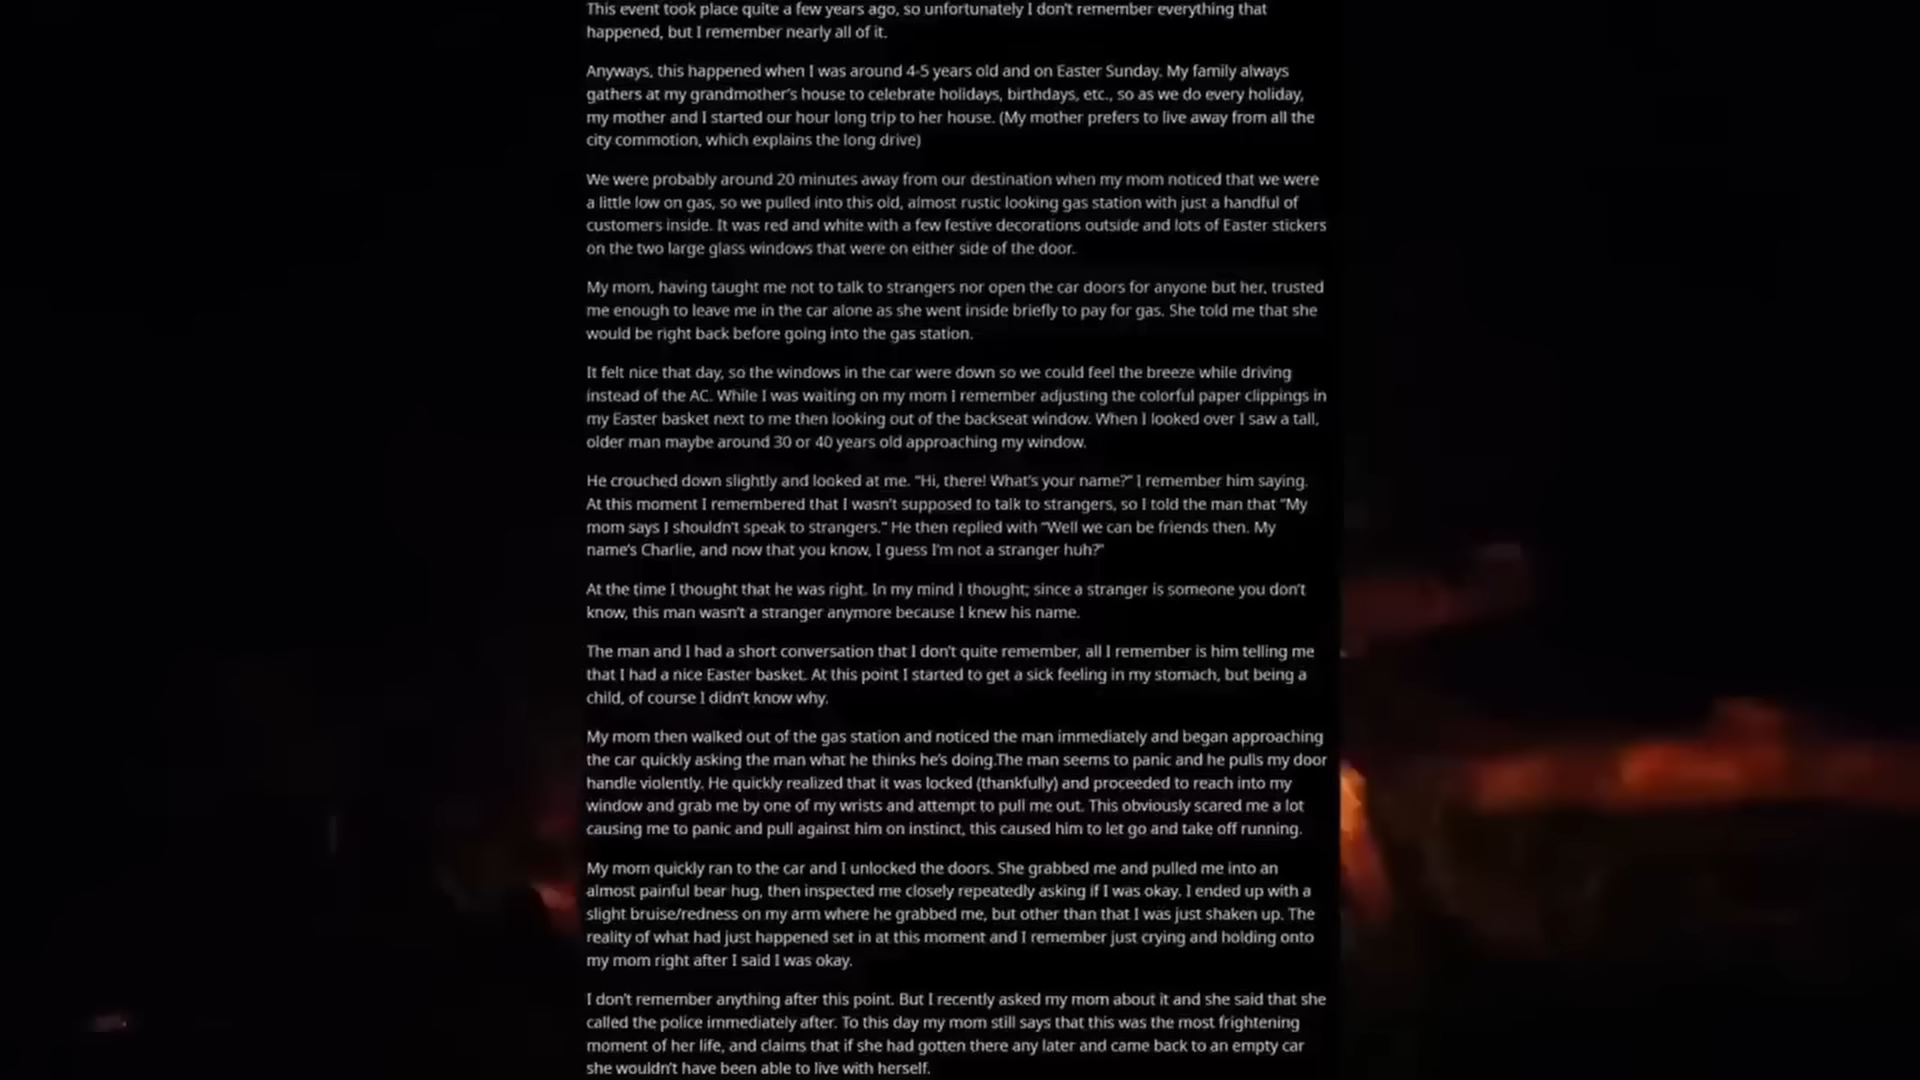 This event took place quite a few years ago, so unfortunately I don't remember everything that
happened, but I remember nearly all of it.
Anyways, this happened when I was around 4-5 years old and on Easter Sunday. My family always
gathers at my grandmother's house to celebrate holidays, birthdays, etc., so as we do every holiday,
my mother and I started our hour long trip to her house. (My mother prefers to live away from all the
city commotion, which explains the long drive)
We were probably around 20 minutes away from our destination when my mom noticed that we were
a little low on gas, so we pulled into this old, almost rustic looking gas station with just a handful of
customers inside. It was red and white with a few festive decorations outside and lots of Easter stickers
on the two large glass windows that were on either side of the door.
My mom, having taught me not to talk to strangers nor open the car doors for anyone but her, trusted
me enough to leave me in the car alone as she went inside briefly to pay for gas. She told me that she
would be right back before going into the gas station.
It felt nice that day, so the windows in the car were down so we could feel the breeze while driving
instead of the AC. While I was waiting on my mom I remember adjusting the colorful paper clippings in
my Easter basket next to me then looking out of the backseat window. When I looked over I saw a tall,
older man maybe around 30 or 40 years old approaching my window.
He crouched down slightly and looked at me. “Hi, there! What's your name?” I remember him saying.
At this moment I remembered that I wasn't supposed to talk to strangers, so I told the man that “My
mom says I shouldn't speak to strangers.” He then replied with “Well we can be friends then. My
name's Charlie, and now that you know, I guess I'm not a stranger huh?”
At the time I thought that he was right. In my mind I thought; since a stranger is someone you don't
know, this man wasn't a stranger anymore because I knew his name.
The man and I had a short conversation that I don't quite remember, all I remember is him telling me
that I had a nice Easter basket. At this point I started to get a sick feeling in my stomach, but being a
child, of course I didn't know why.
My mom then walked out of the gas station and noticed the man immediately and began approaching
the car quickly asking the man what he thinks he's doing.The man seems to panic and he pulls my door
handle violently. He quickly realized that it was locked (thankfully) and proceeded to reach into my
window and grab me by one of my wrists and attempt to pull me out. This obviously scared me a lot
causing me to panic and pull against him on instinct, this caused him to let go and take off running.
My mom quickly ran to the car and I unlocked the doors. She grabbed me and pulled me into an
almost painful bear hug, then inspected me closely repeatedly asking if I was okay. I ended up with a
slight bruise/redness on my arm where he grabbed me, but other than that I was just shaken up. The
reality of what had just happened set in at this moment and I remember just crying and holding onto
my mom right after I said I was okay.
I don't remember anything after this point. But I recently asked my mom about it and she said that she
called the police immediately after. To this day my mom still says that this was the most frightening
moment of her life, and claims that if she had gotten there any later and came back to an empty car
she wouldn't have been able to live with herself.